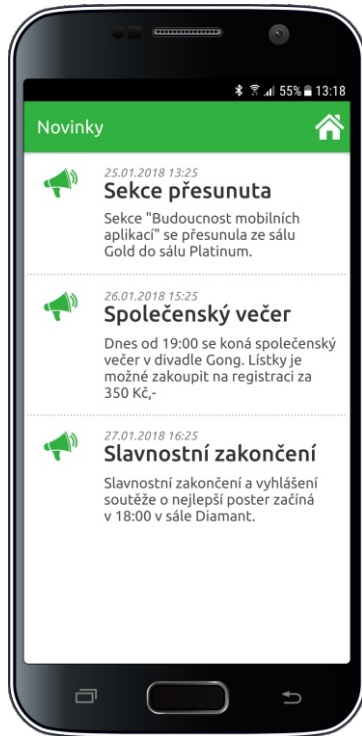 55% 13:18
Novinky
25.01.2018 13:25
Sekce přesunuta
Sekce "Budoucnost mobilních
aplikací" se přesunula ze sálu
Gold do sálu Platinum.
26.01.2018 15:25
Společenský večer
Dnes od 19:00 se koná společenský
večer v divadle Gong. Lístky je
možné zakoupit na registraci za
350 Kč,-
27.01.2018 16:25
Slavnostní zakončení
Slavnostní zakončení a vyhlášení
soutěže o nejlepší poster začíná
v 18:00 v sále Diamant.